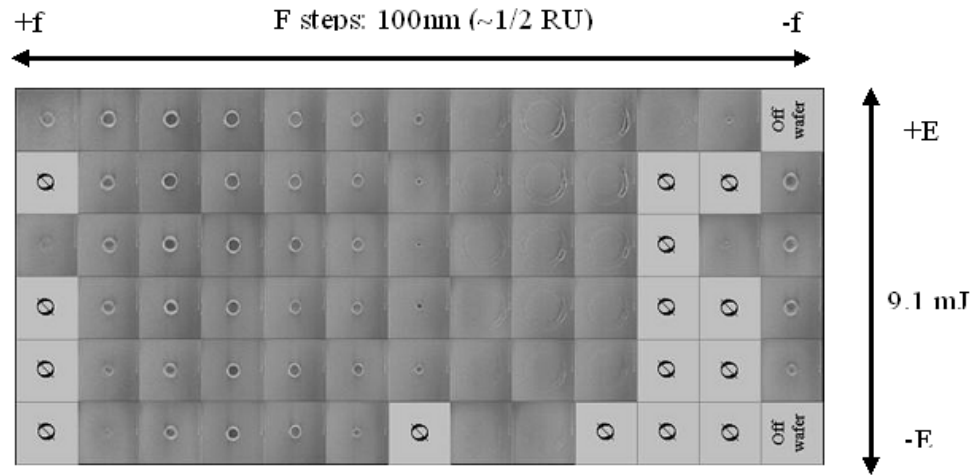 +f F steps: 100nm (~1/2 RU) -f
Off
wafer
+E
Ø Ø Ø
Ø
Ø Ø Ø
9.1 mJ
Ø Ø Ø
Ø Ø Ø Ø Ø
Off
wafer
-E